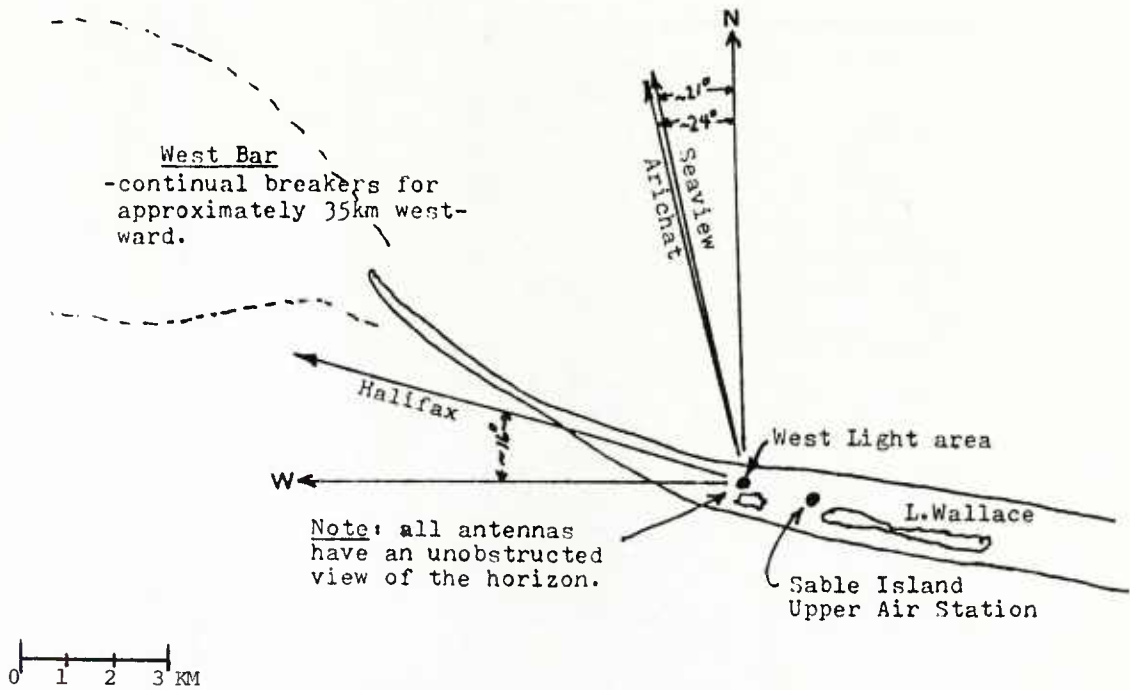 N
~21°
~24°
Seaview
Arichat
West Bar
-continual breakers for
approximately 35km west-
ward.
Halifax
~16°
W
West Light area
Note: all antennas
have an unobstructed
view of the horizon.
L.Wallace
Sable Island
Upper Air Station
0 1 2 3 KM